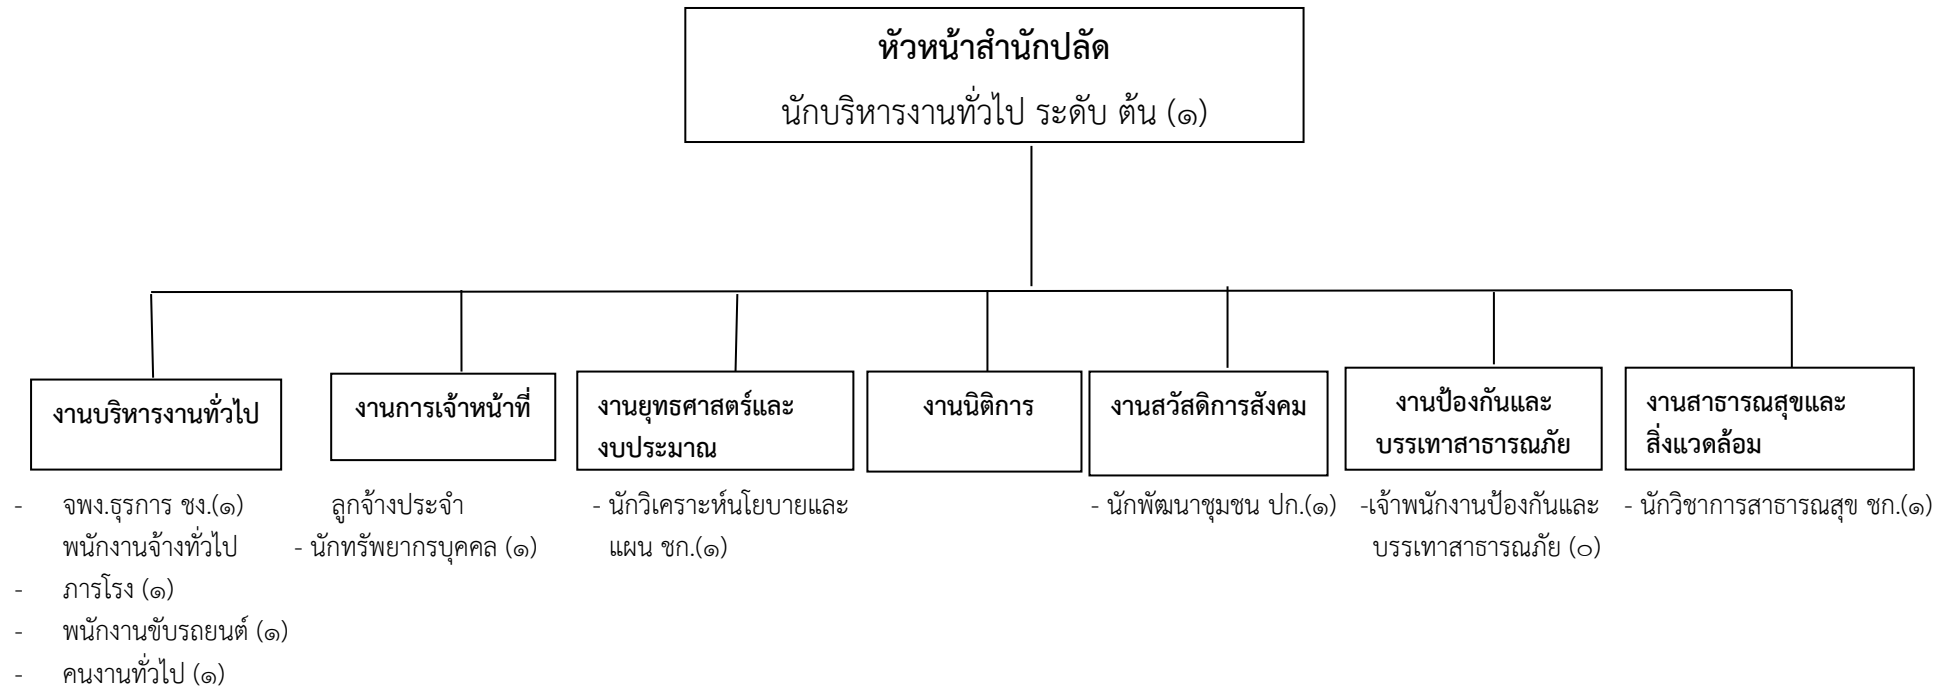 หัวหน้าสำนักปลัด
นักบริหารงานทั่วไป ระดับ ต้น (๑)
งานบริหารงานทั่วไป
- จพง.ธุรการ ชง.(๑)
พนักงานจ้างทั่วไป
- ภารโรง (๑)
- พนักงานขับรถยนต์ (๑)
- คนงานทั่วไป (๑)
งานการเจ้าหน้าที่
ลูกจ้างประจำ
- นักทรัพยากรบุคคล (๑)
งานยุทธศาสตร์และ
งบประมาณ
- นักวิเคราะห์นโยบายและ
แผน ชก.(๑)
งานนิติการ
งานสวัสดิการสังคม
- นักพัฒนาชุมชน ปก.(๑)
งานป้องกันและ
บรรเทาสาธารณภัย
-เจ้าพนักงานป้องกันและ
บรรเทาสาธารณภัย (๐)
งานสาธารณสุขและ
สิ่งแวดล้อม
- นักวิชาการสาธารณสุข ชก.(๑)